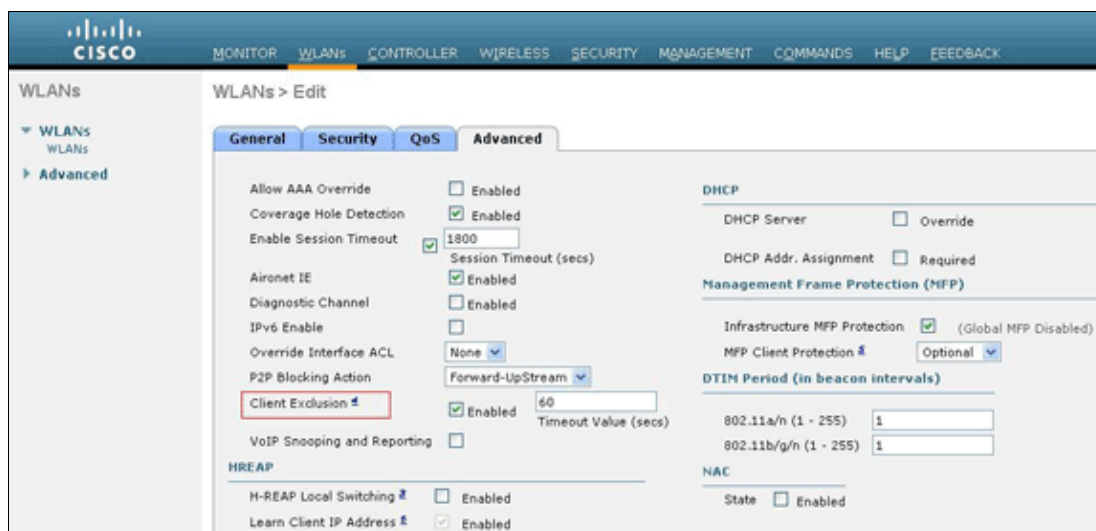 CISCO
MONITOR WLANs CONTROLLER WIRELESS SECURITY MANAGEMENT COMMANDS HELP FEEDBACK
WLANs
WLANs
WLANs
Advanced
WLANs > Edit
General Security QoS Advanced
Allow AAA Override Enabled
Coverage Hole Detection Enabled
Enable Session Timeout 1800
Session Timeout (secs)
Aironet IE Enabled
Diagnostic Channel Enabled
IPv6 Enable
Override Interface ACL None
P2P Blocking Action Forward-UpStream
Client Exclusion 4 Enabled 60
Timeout Value (secs)
VoIP Snooping and Reporting
HREAP
H-REAP Local Switching 2 Enabled
Learn Client IP Address Enabled
DHCP
DHCP Server Override
DHCP Addr. Assignment Required
Management Frame Protection (MFP)
Infrastructure MFP Protection (Global MFP Disabled)
MFP Client Protection Optional
DTIM Period (in beacon intervals)
802.11a/n (1 - 255) 1
802.11b/g/n (1 - 255) 1
NAC
State Enabled